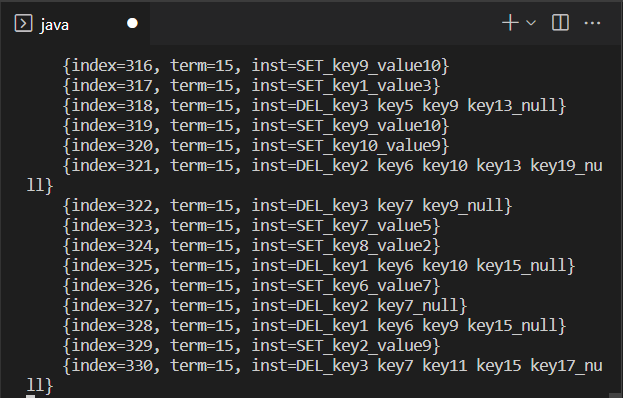 java
{index=316, term=15, inst=SET_key9_value10}
{index=317, term=15, inst=SET_key1_value3}
{index=318, term=15, inst=DEL_key3 key5 key9 key13_null}
{index=319, term=15, inst=SET_key9_value10}
{index=320, term=15, inst=SET_key10_value9}
{index=321, term=15, inst=DEL_key2 key6 key10 key13 key19_nu
ll}
{index=322, term=15, inst=DEL_key3 key7 key9_null}
{index=323, term=15, inst=SET_key7_value5}
{index=324, term=15, inst=SET_key8_value2}
{index=325, term=15, inst=DEL_key1 key6 key10 key15_null}
{index=326, term=15, inst=SET_key6_value7}
{index=327, term=15, inst=DEL_key2 key7_null}
{index=328, term=15, inst=DEL_key1 key6 key9 key15_null}
{index=329, term=15, inst=SET_key2_value9}
{index=330, term=15, inst=DEL_key3 key7 key11 key15 key17_nu
ll}